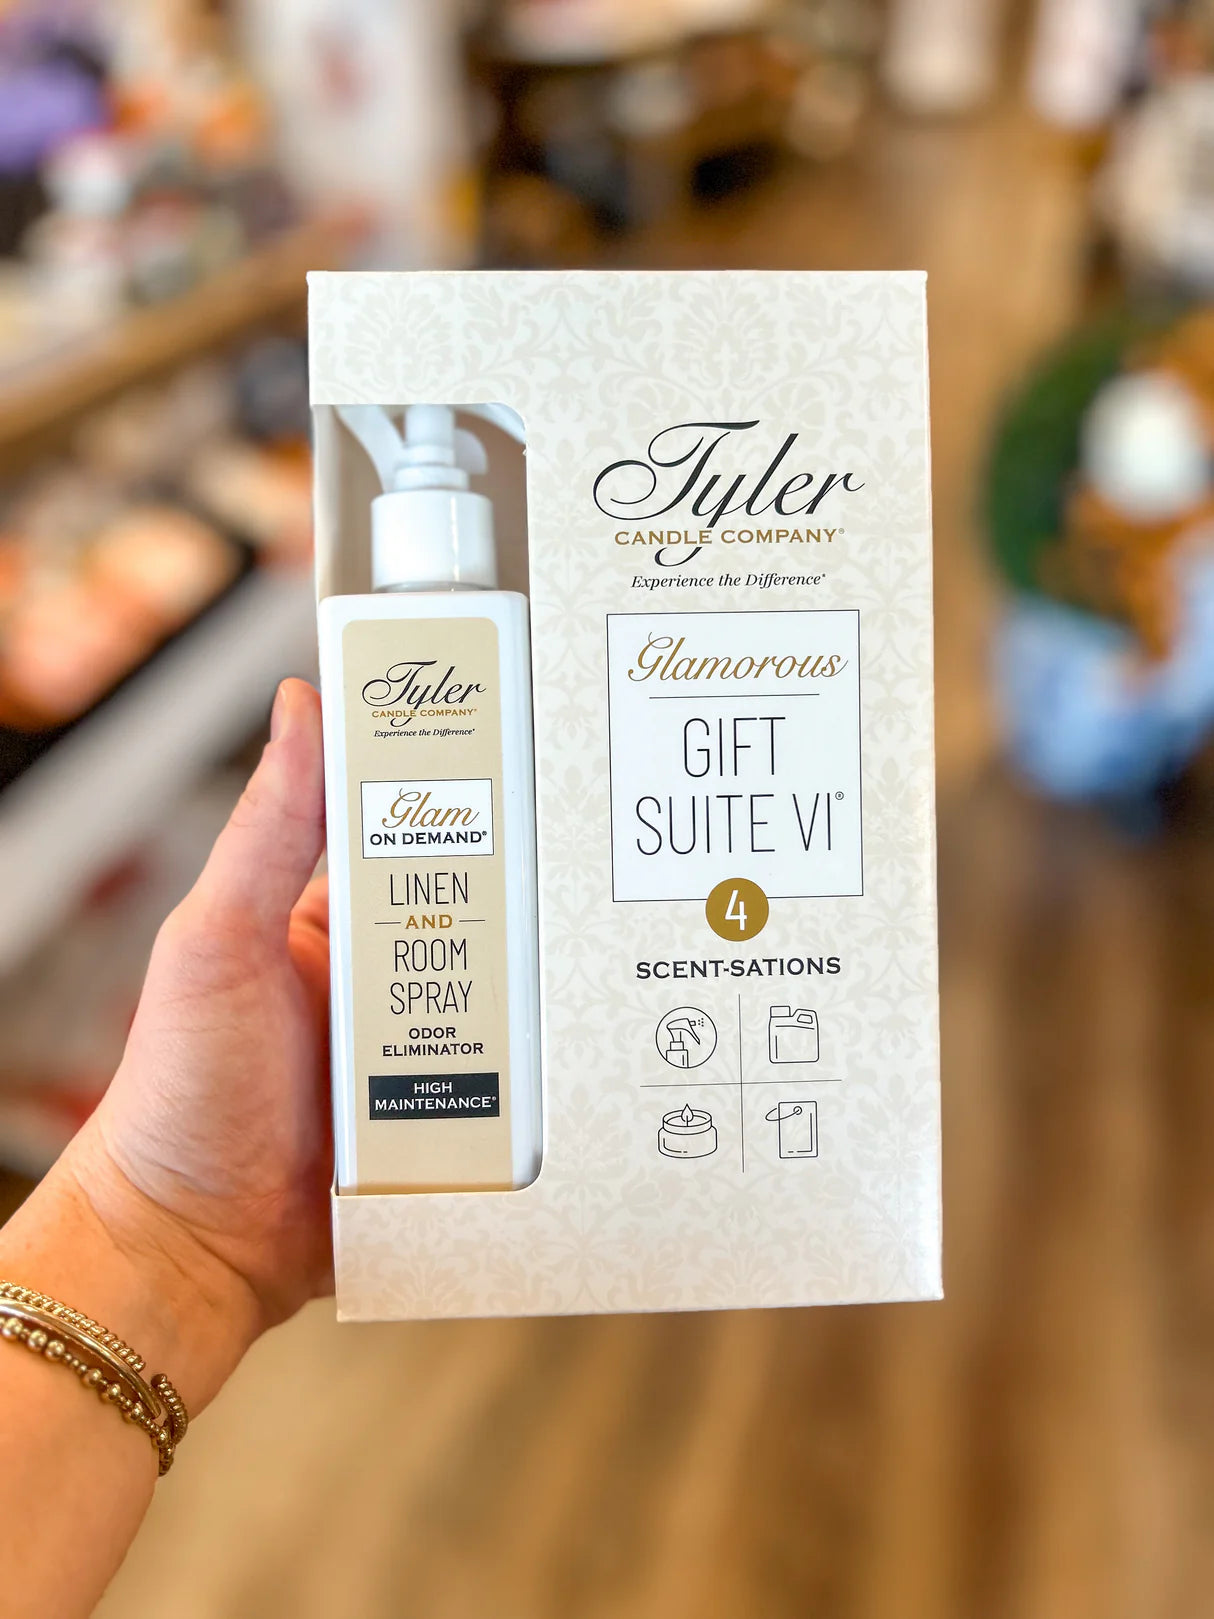 Tyler
CANDLE COMPANY®
Experience the Difference®
Glamorous
GIFT
SUITE VI®
4
SCENT-SATIONS
Tyler
CANDLE COMPANY®
Experience the Difference®
Glam
ON DEMAND®
LINEN
AND
ROOM
SPRAY
ODOR
ELIMINATOR
HIGH
MAINTENANCE®